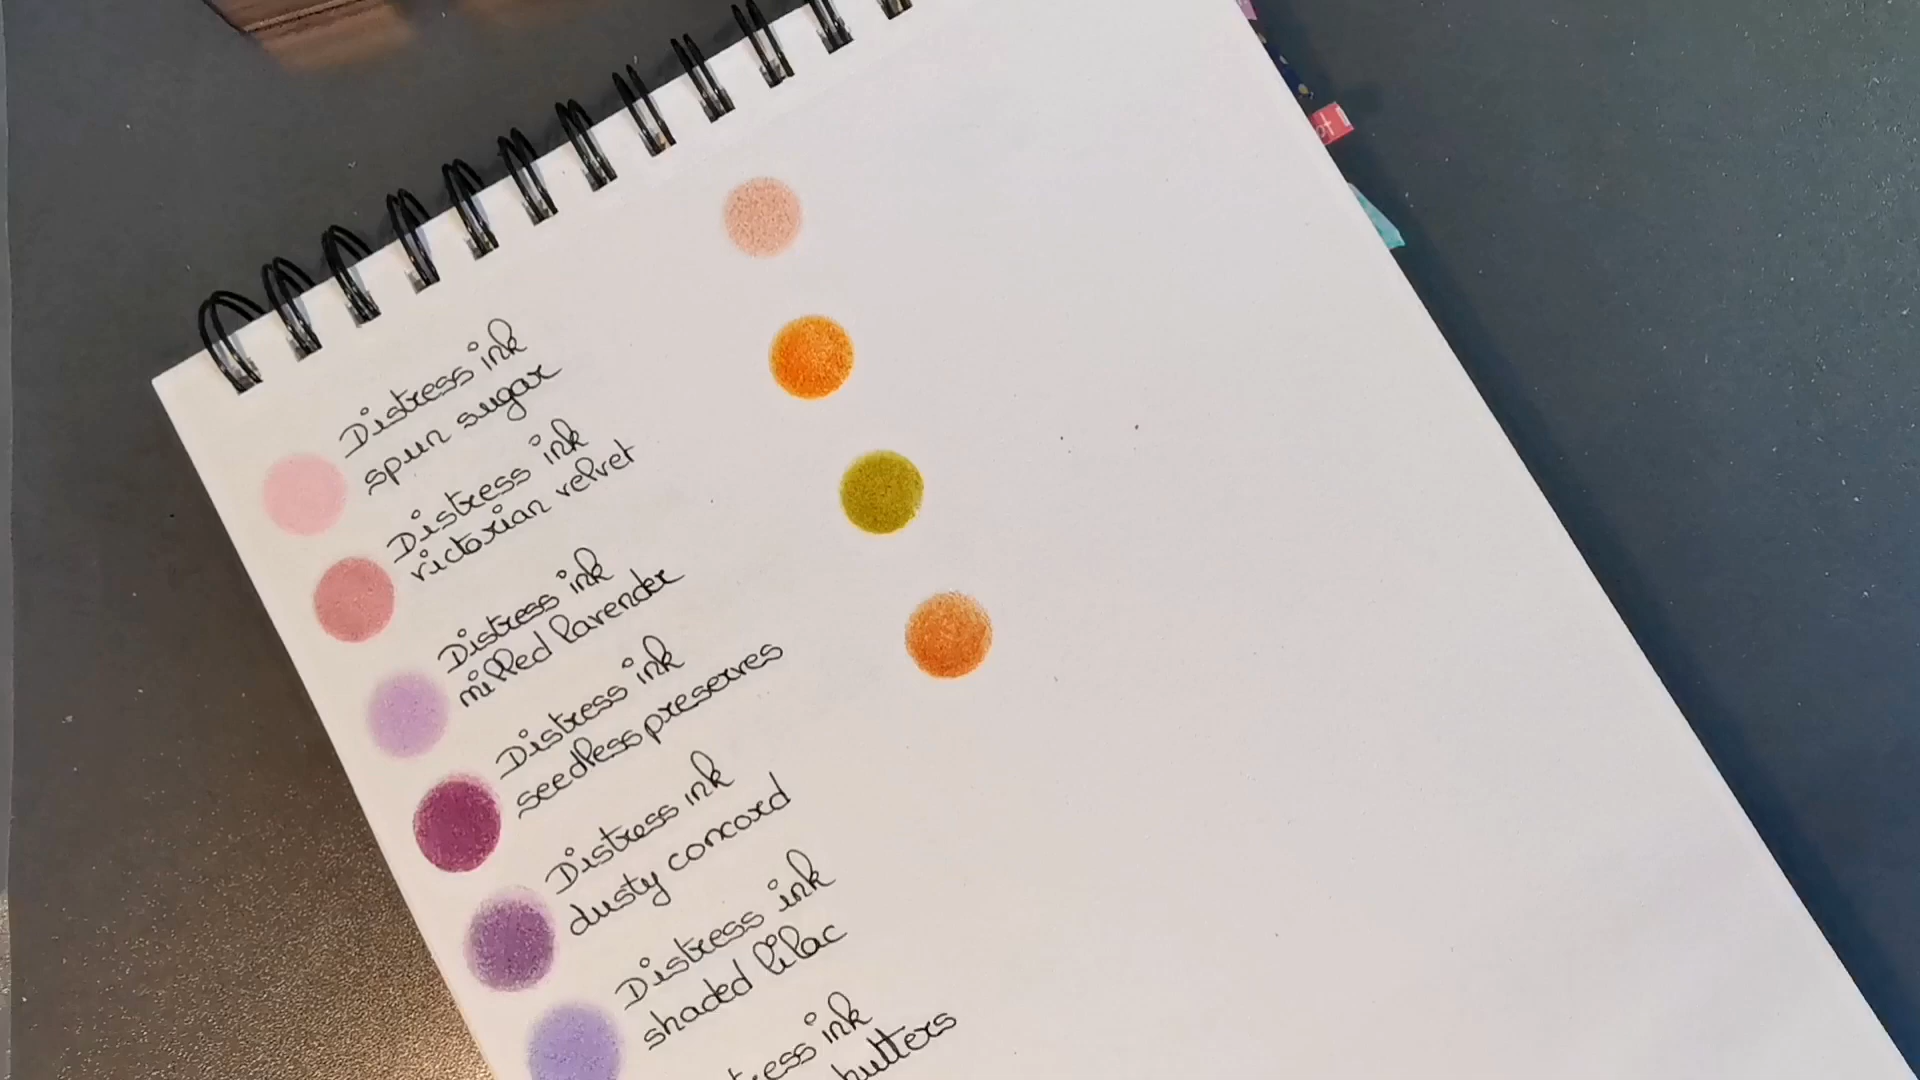 Distress ink
spun sugar
Distress ink
victorian velvet
Distress ink
milled lavender
Distress ink
seedless preserves
Distress ink
dusty concord
Distress ink
shaded lilac
ink